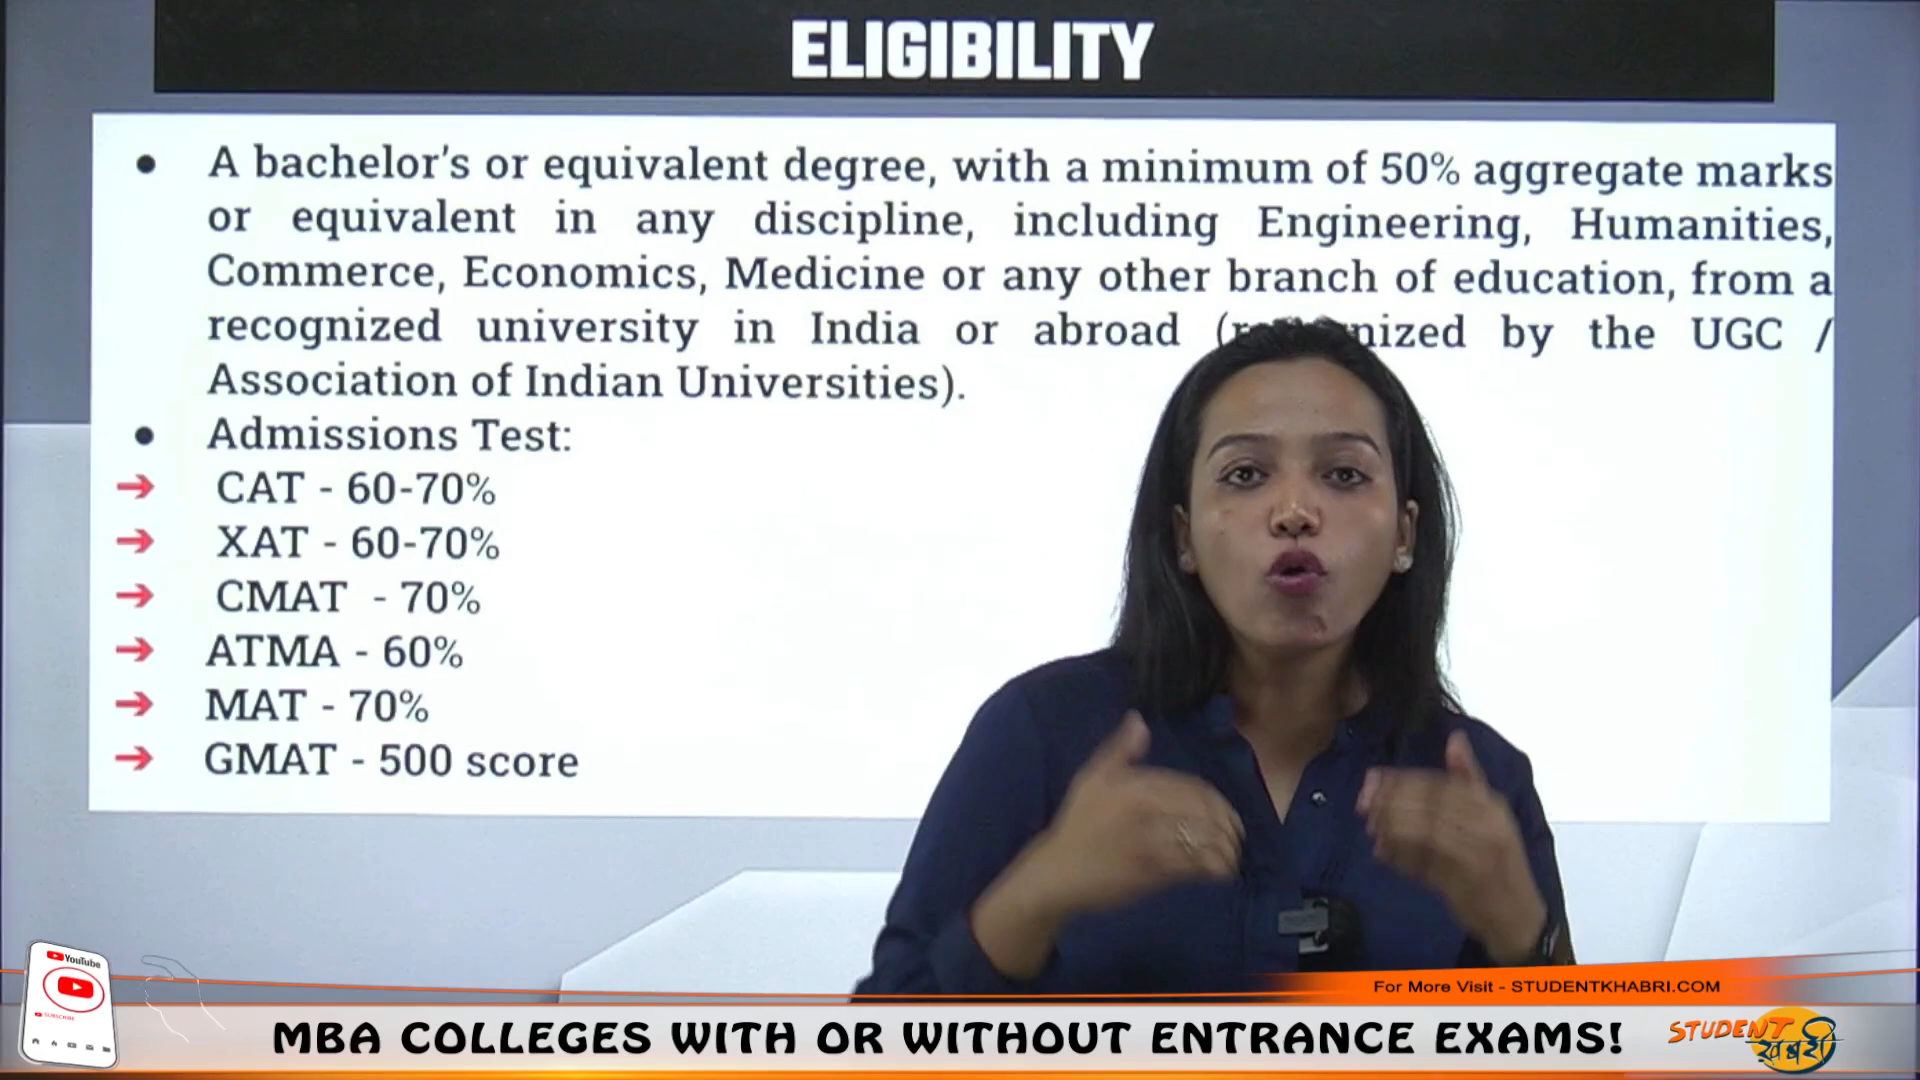 ELIGIBILITY
● A bachelor's or equivalent degree, with a minimum of 50% aggregate marks
or equivalent in any discipline, including Engineering, Humanities,
Commerce, Economics, Medicine or any other branch of education, from a
recognized university in India or abroad by the UGC /
Association of Indian Universities).
● Admissions Test:
➔ CAT - 60-70%
➔ XAT - 60-70%
➔ CMAT - 70%
➔ ATMA - 60%
➔ MAT - 70%
➔ GMAT - 500 score
YouTube
SUBSCRIBE
For More Visit - STUDENTKHABRI.COM
MBA COLLEGES WITH OR WITHOUT ENTRANCE EXAMS!
STUDENT
खबरी